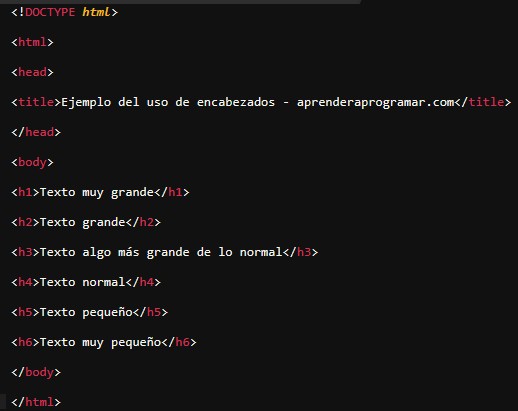 <!DOCTYPE html>
<html>
<head>
<title>Ejemplo del uso de encabezados - aprenderaprogramar.com</title>
</head>
<body>
<h1>Texto muy grande</h1>
<h2>Texto grande</h2>
<h3>Texto algo más grande de lo normal</h3>
<h4>Texto normal</h4>
<h5>Texto pequeño</h5>
<h6>Texto muy pequeño</h6>
</body>
</html>